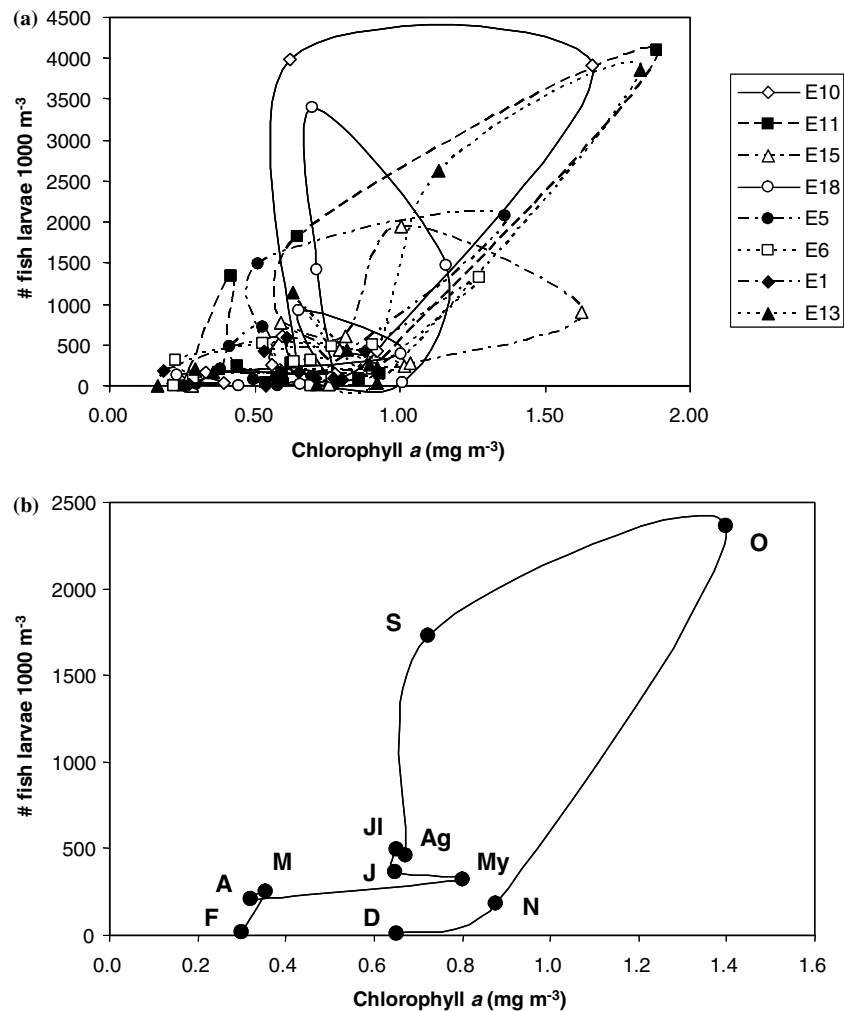 (a)
4500
4000
3500
3000
2500
2000
1500
1000
500
0
# fish larvae 1000 m⁻³
0.00 0.50 1.00 1.50 2.00
Chlorophyll a (mg m⁻³)
E10
E11
E15
E18
E5
E6
E1
E13
(b)
2500
2000
1500
1000
500
0
# fish larvae 1000 m⁻³
O
S
Jl
Ag
M
J
My
A
F
D
N
0.0 0.2 0.4 0.6 0.8 1.0 1.2 1.4 1.6
Chlorophyll a (mg m⁻³)